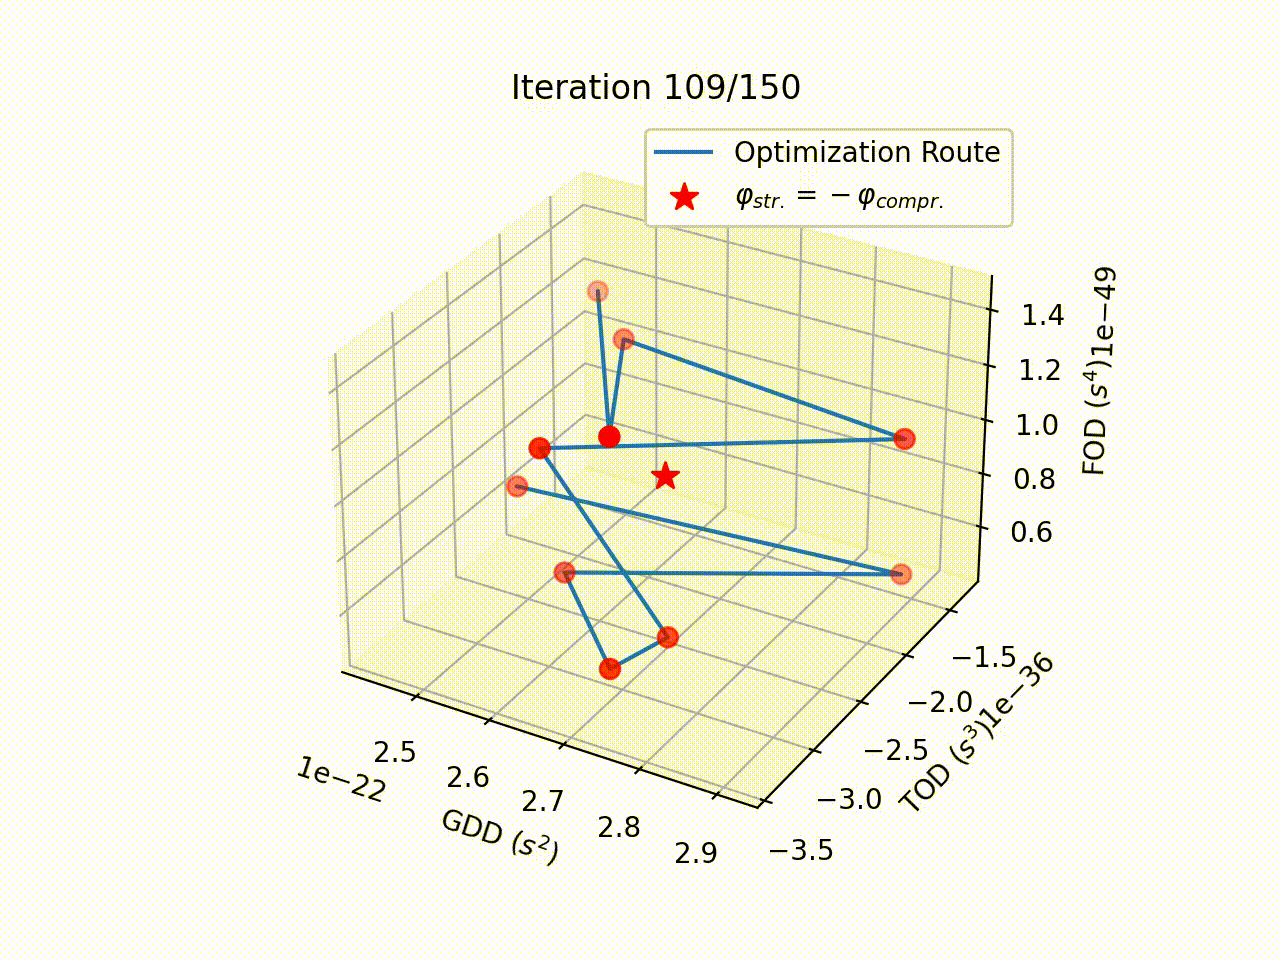 Iteration 109/150
Optimization Route
φstr. = − φcompr.
1.4
1.2
1.0
0.8
0.6
FOD (s⁴)1e−49
−1.5
−2.0
−2.5
−3.0
−3.5
TOD (s³)1e−36
2.5
2.6
2.7
2.8
2.9
1e−22
GDD (s²)